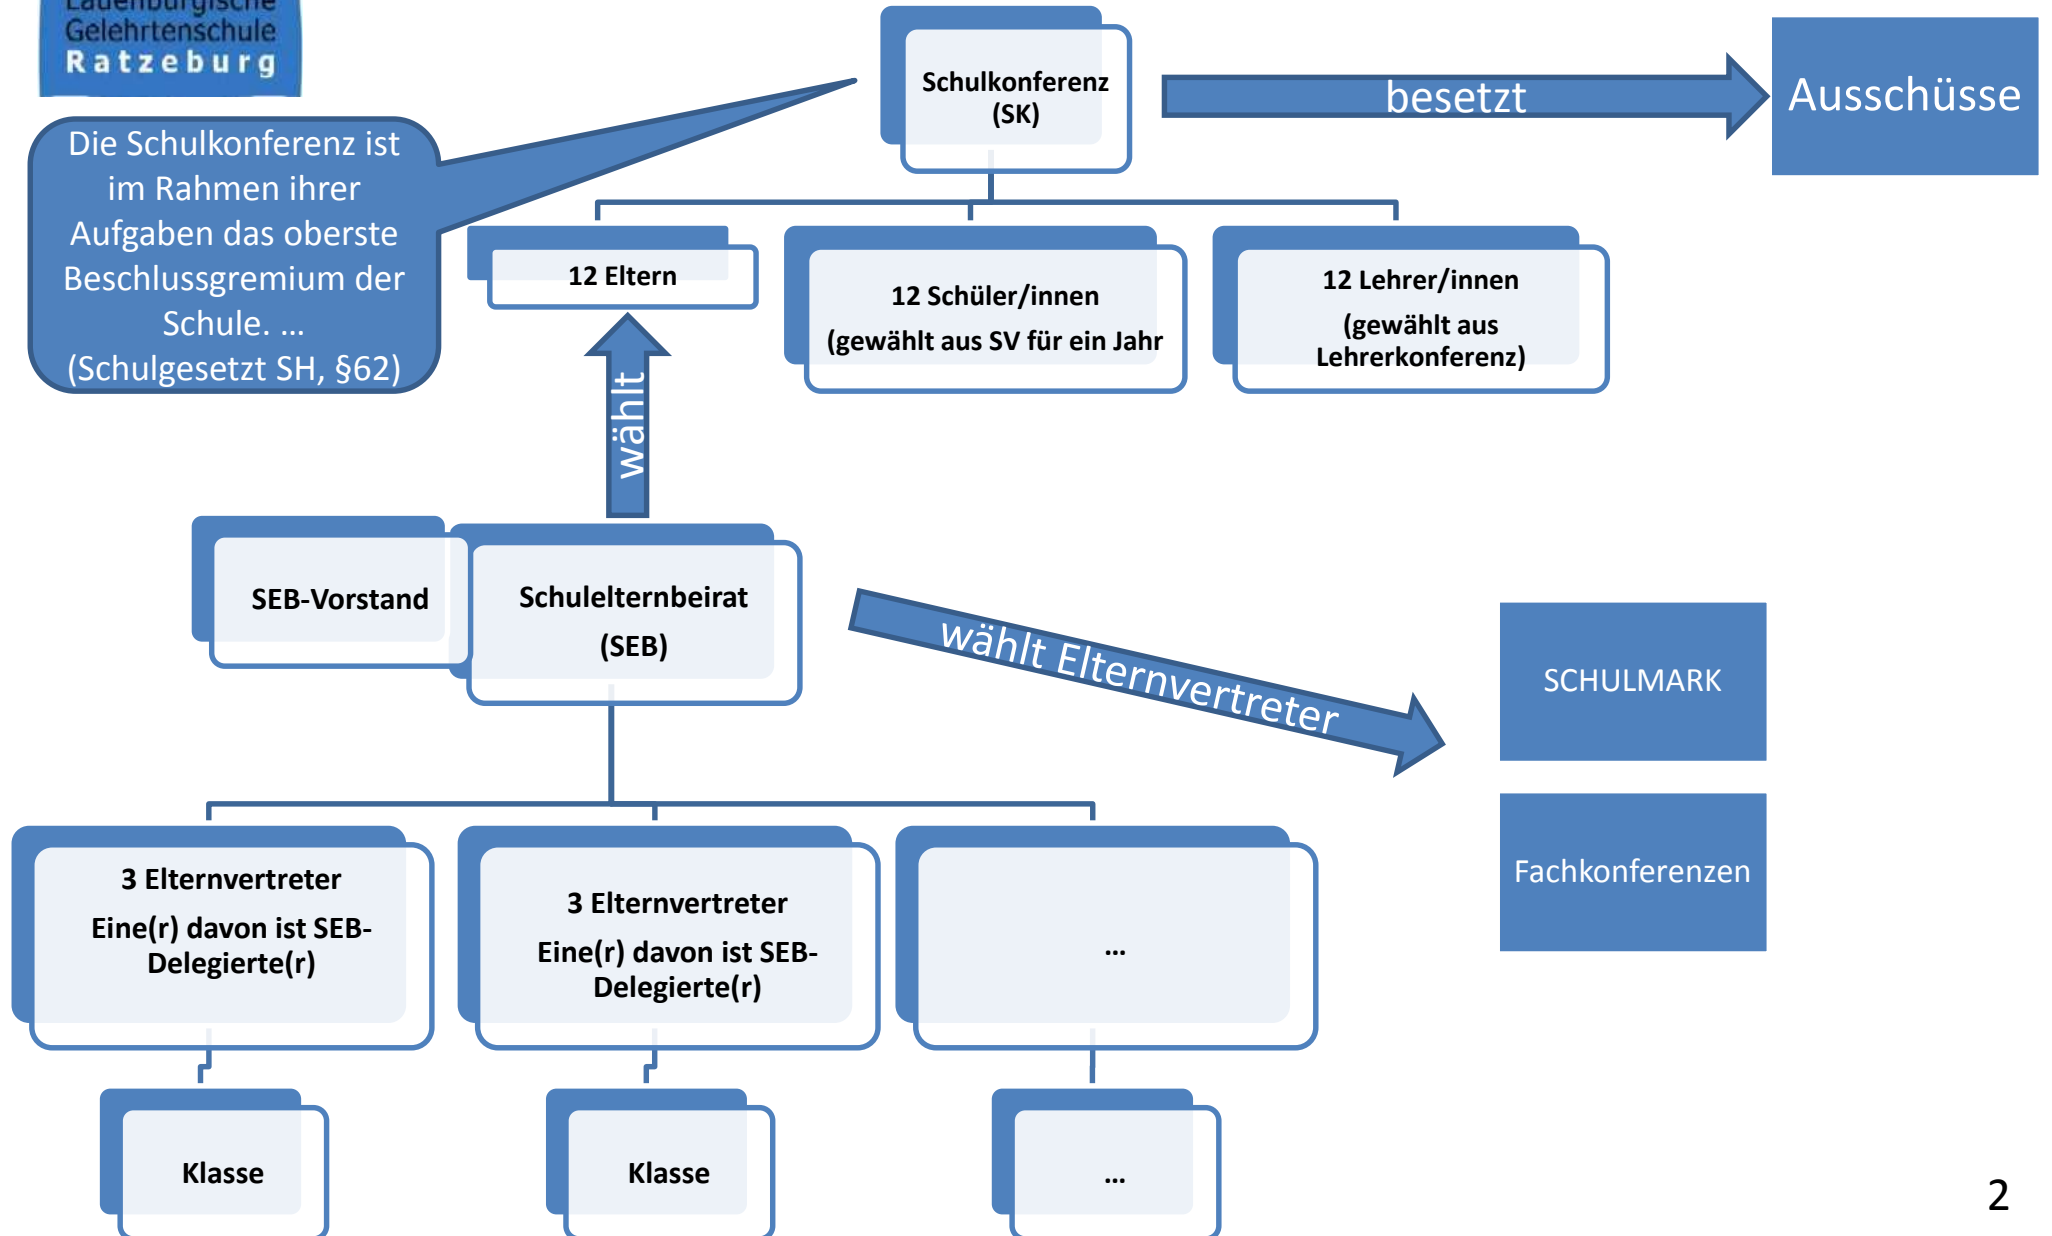 Lauenburgische
Gelehrtenschule
Ratzeburg
Die Schulkonferenz ist
im Rahmen ihrer
Aufgaben das oberste
Beschlussgremium der
Schule. ...
(Schulgesetzt SH, §62)
Schulkonferenz
(SK)
besetzt
Ausschüsse
12 Eltern
12 Schüler/innen
(gewählt aus SV für ein Jahr
12 Lehrer/innen
(gewählt aus
Lehrerkonferenz)
wählt
SEB-Vorstand
Schulelternbeirat
(SEB)
wählt Elternvertreter
SCHULMARK
Fachkonferenzen
3 Elternvertreter
Eine(r) davon ist SEB-
Delegierte(r)
3 Elternvertreter
Eine(r) davon ist SEB-
Delegierte(r)
...
Klasse
Klasse
...
2